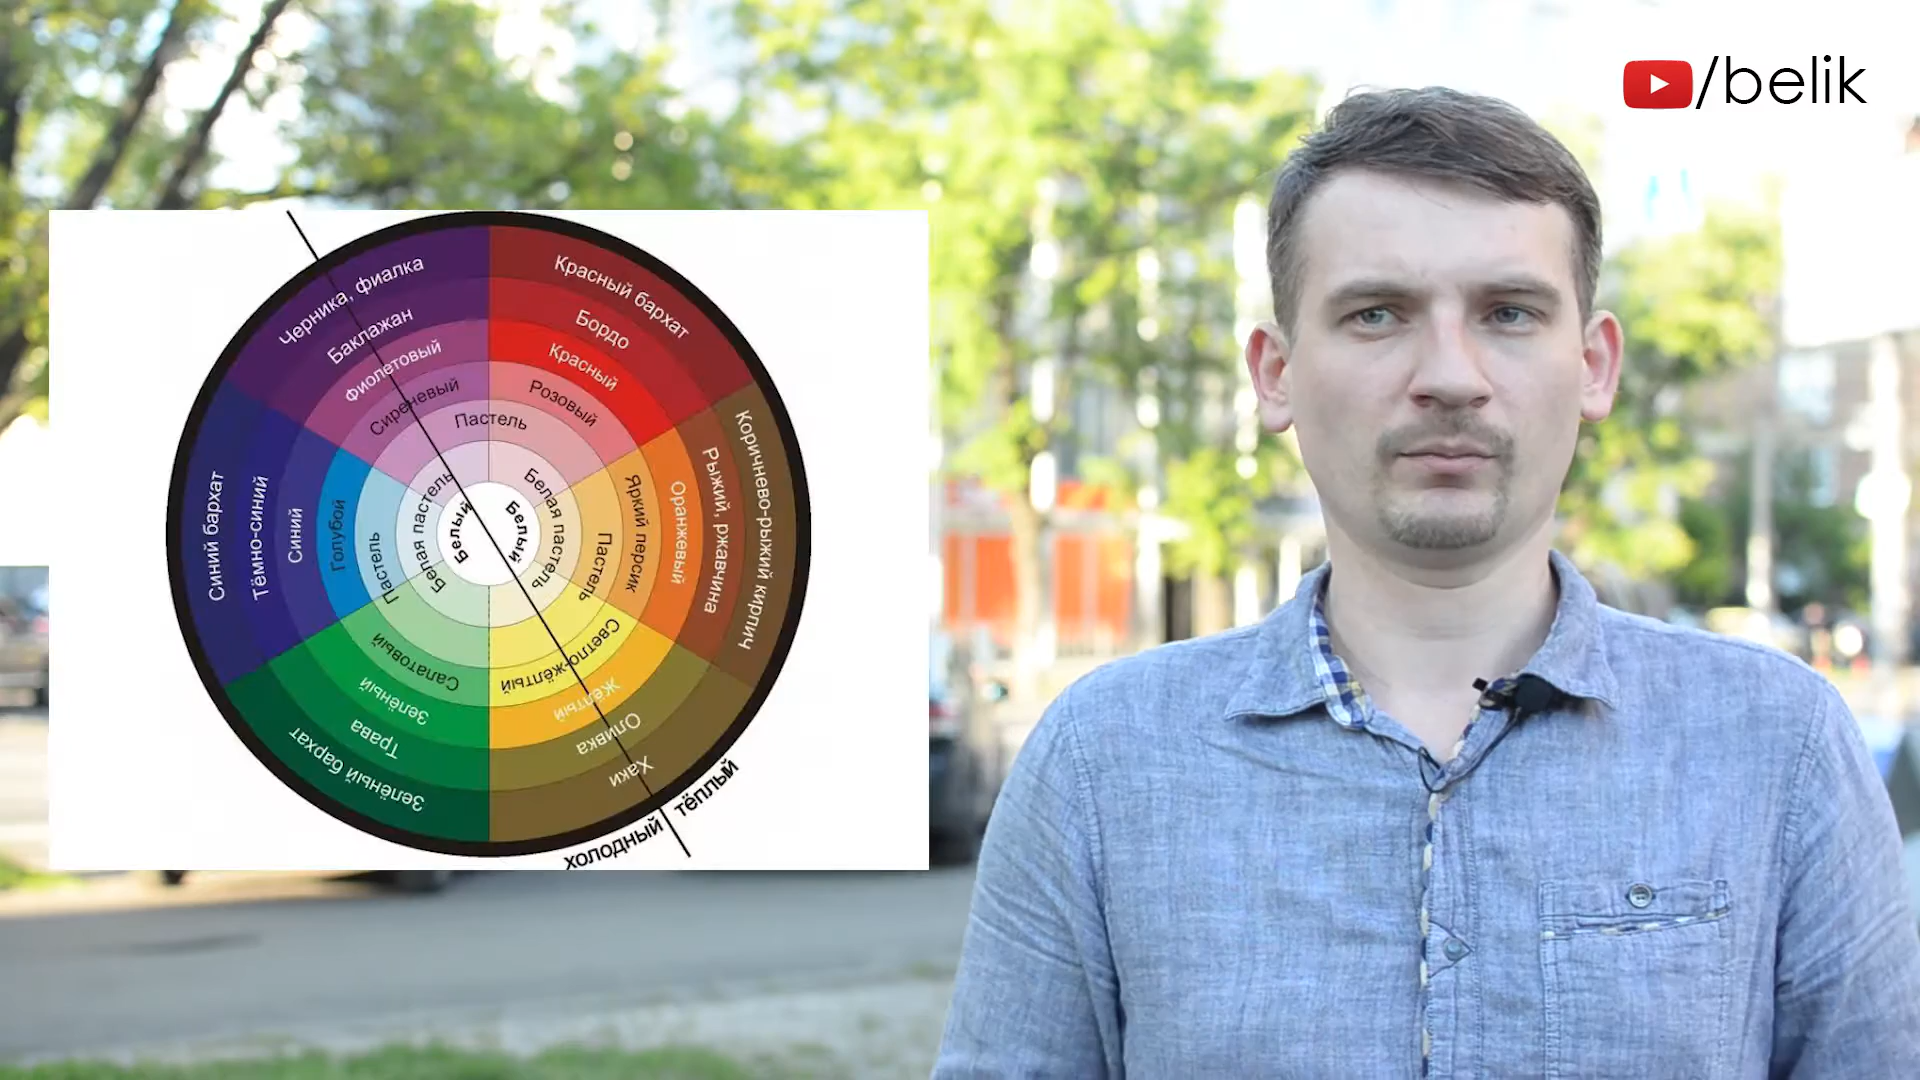 /belik
Черника, фиалка
Баклажан
Фиолетовый
Сиреневый
Пастель
Красный бархат
Бордо
Красный
Розовый
Белая пастель
Белый
Коричнево-рыжий кирпич
Рыжий, ржавчина
Оранжевый
Яркий персик
Пастель
Синий бархат
Тёмно-синий
Синий
Голубой
Пастель
Белая пастель
Белый
Салатовый
Зелёный
Трава
Зелёный бархат
Светло-жёлтый
Жёлтый
Оливка
Хаки
холодный
тёплый